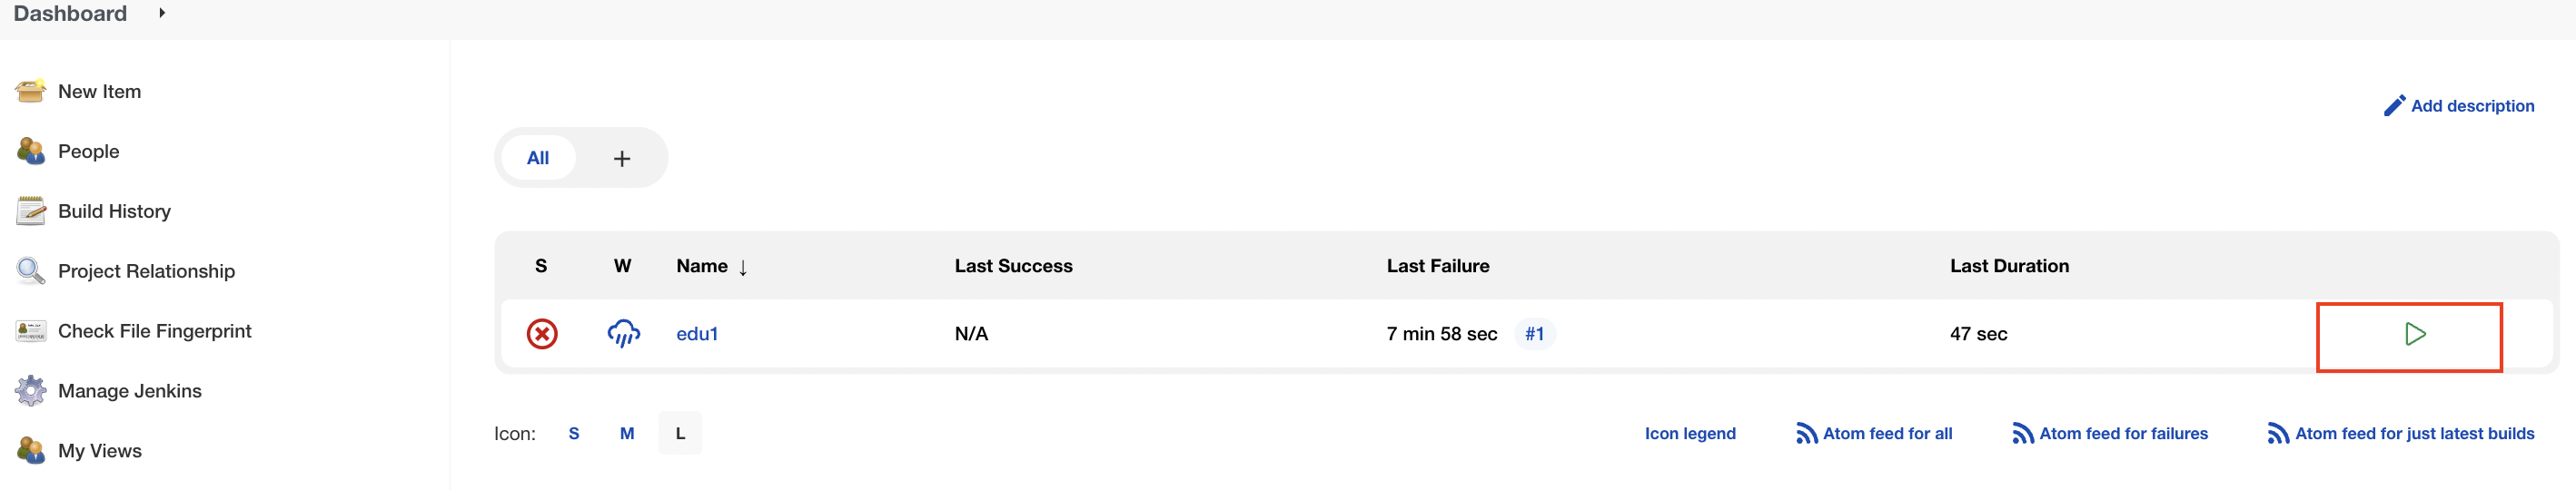 Dashboard
New Item
People
Build History
Project Relationship
Check File Fingerprint
Manage Jenkins
My Views
Add description
All +
S W Name ↓ Last Success Last Failure Last Duration
edu1 N/A 7 min 58 sec #1 47 sec
Icon: S M L
Icon legend Atom feed for all Atom feed for failures Atom feed for just latest builds